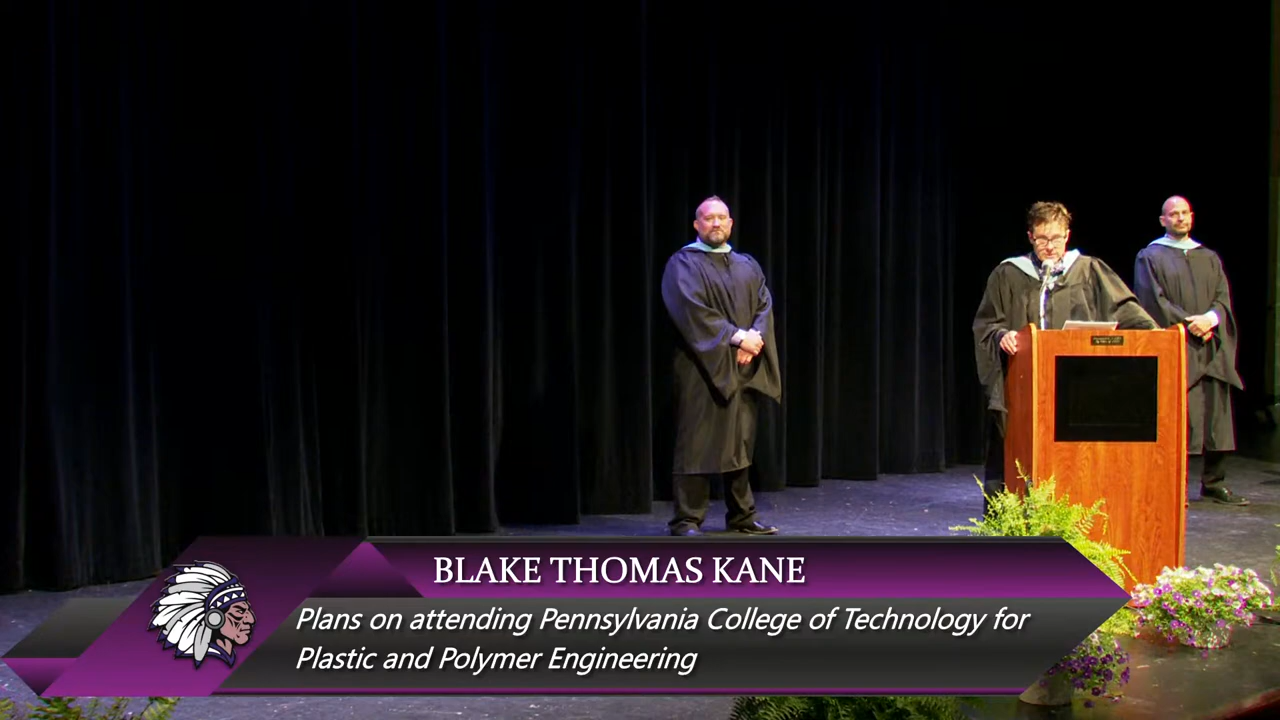 BLAKE THOMAS KANE
Plans on attending Pennsylvania College of Technology for
Plastic and Polymer Engineering